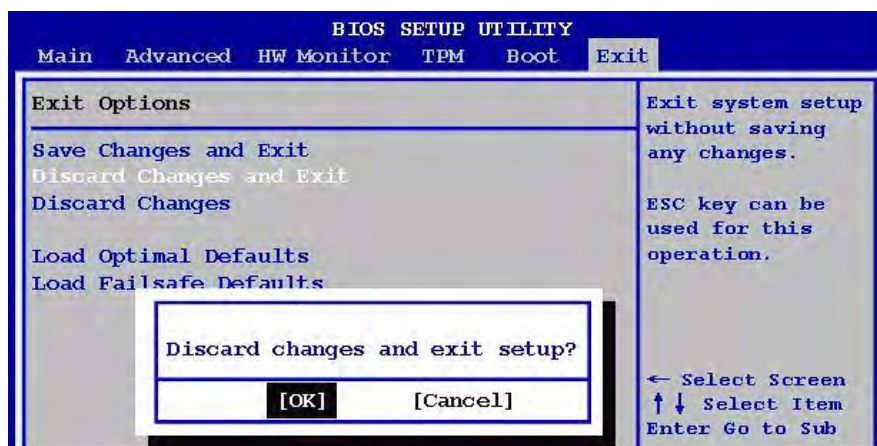 BIOS SETUP UTILITY
Main Advanced HW Monitor TPM Boot Exit
Exit Options
Save Changes and Exit
Discard Changes and Exit
Discard Changes
Load Optimal Defaults
Load Failsafe Defaults
Discard changes and exit setup?
[OK] [Cancel]
Exit system setup
without saving
any changes.
ESC key can be
used for this
operation.
← Select Screen
↑↓ Select Item
Enter Go to Sub